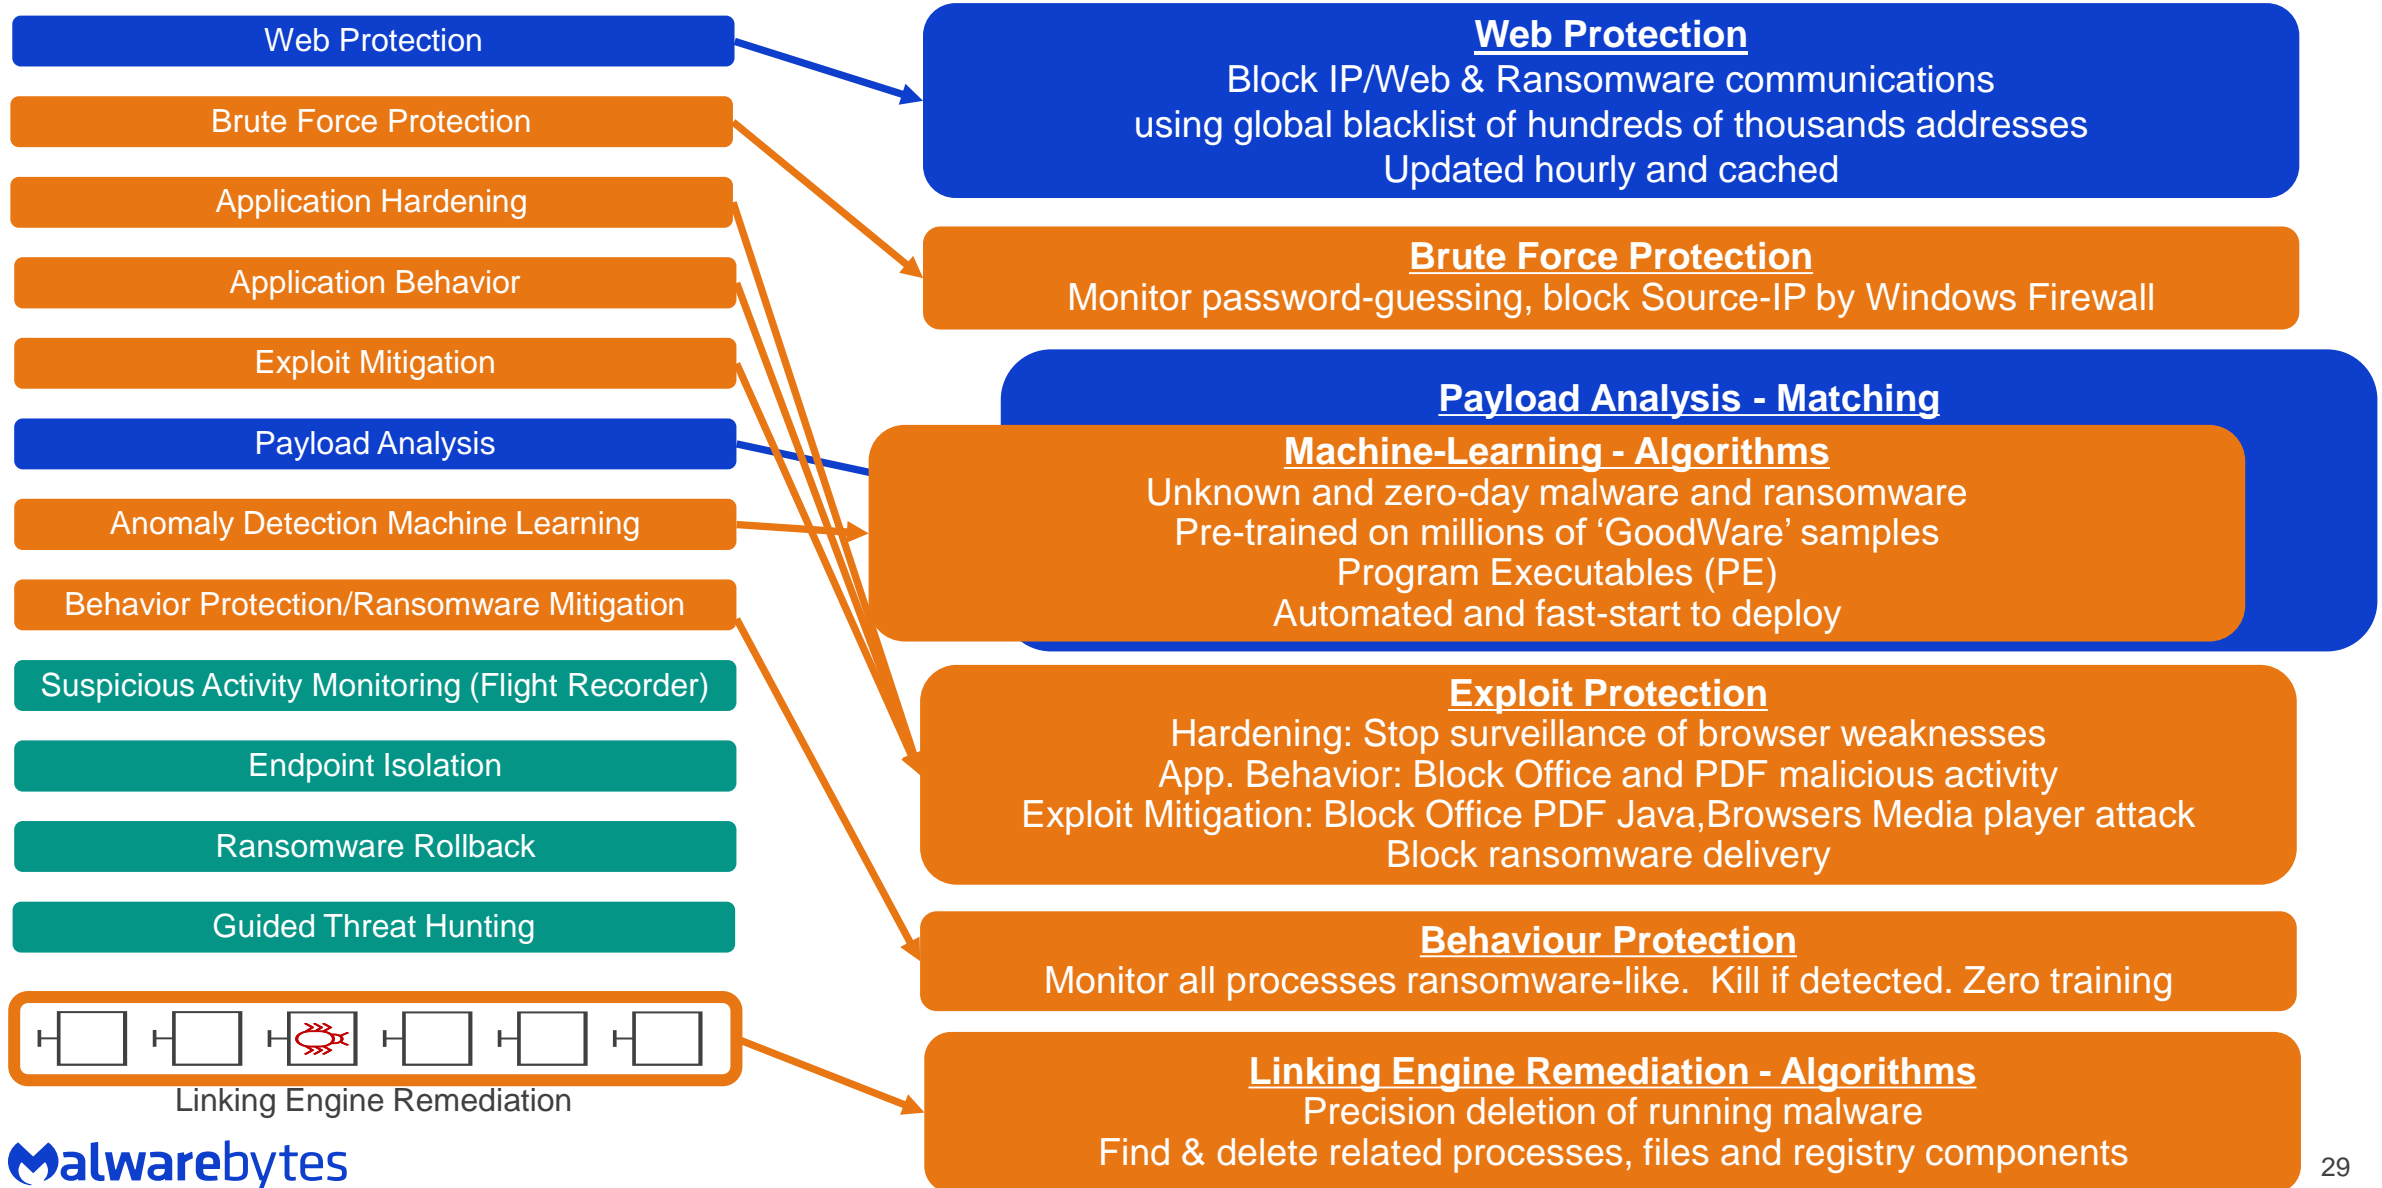 Web Protection
Brute Force Protection
Application Hardening
Application Behavior
Exploit Mitigation
Payload Analysis
Anomaly Detection Machine Learning
Behavior Protection/Ransomware Mitigation
Suspicious Activity Monitoring (Flight Recorder)
Endpoint Isolation
Ransomware Rollback
Guided Threat Hunting
Linking Engine Remediation
Malwarebytes
Web Protection
Block IP/Web & Ransomware communications
using global blacklist of hundreds of thousands addresses
Updated hourly and cached
Brute Force Protection
Monitor password-guessing, block Source-IP by Windows Firewall
Payload Analysis - Matching
Machine-Learning - Algorithms
Unknown and zero-day malware and ransomware
Pre-trained on millions of ‘GoodWare’ samples
Program Executables (PE)
Automated and fast-start to deploy
Exploit Protection
Hardening: Stop surveillance of browser weaknesses
App. Behavior: Block Office and PDF malicious activity
Exploit Mitigation: Block Office PDF Java,Browsers Media player attack
Block ransomware delivery
Behaviour Protection
Monitor all processes ransomware-like.  Kill if detected. Zero training
Linking Engine Remediation - Algorithms
Precision deletion of running malware
Find & delete related processes, files and registry components
29